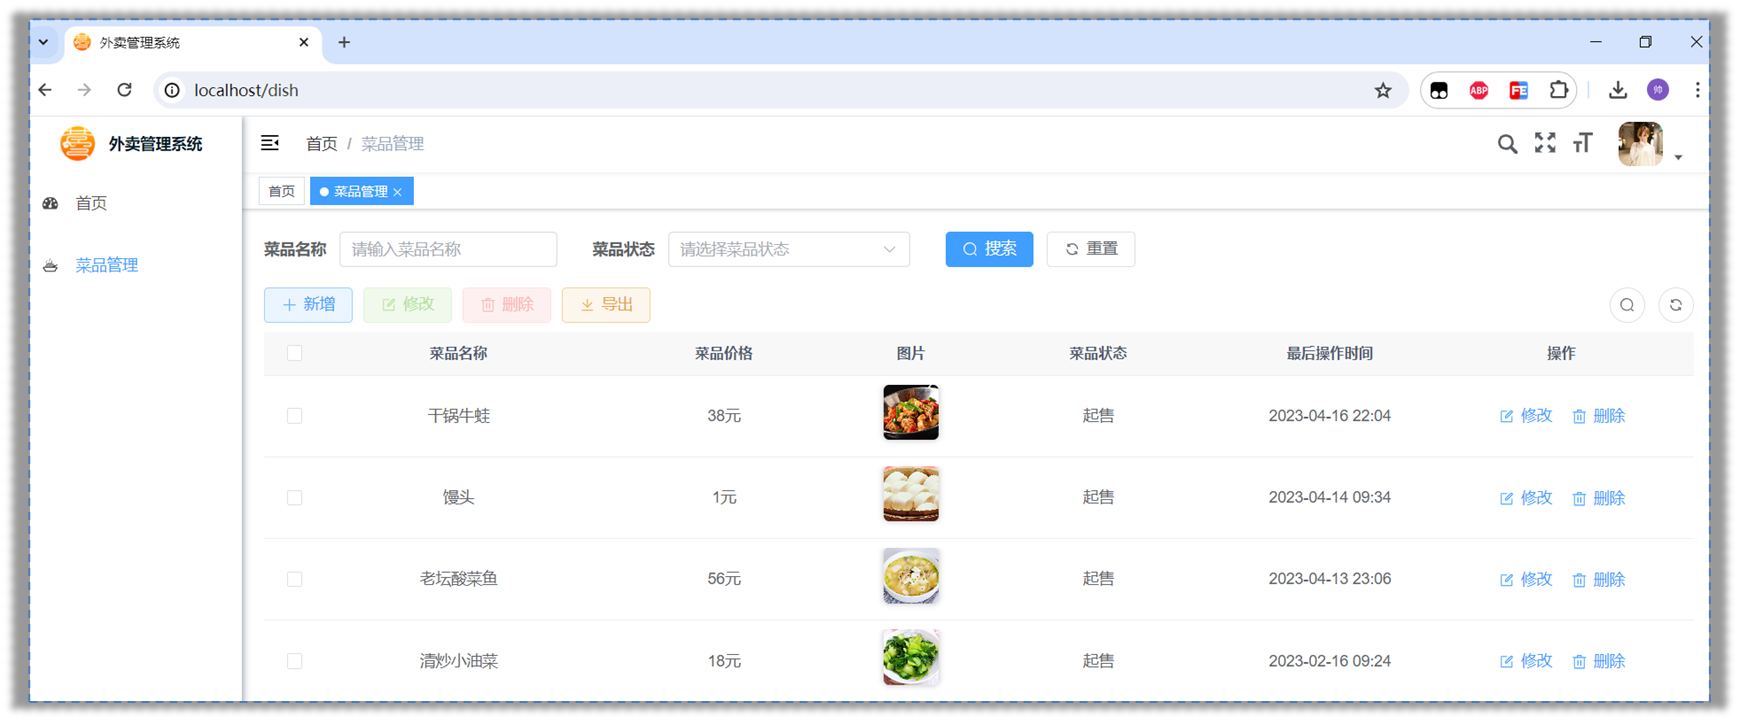 外卖管理系统
localhost/dish
ABP
FE
帅
外卖管理系统
首页 / 菜品管理
首页
菜品管理
首页
菜品管理
菜品名称 请输入菜品名称 菜品状态 请选择菜品状态 搜索 重置
新增 修改 删除 导出
菜品名称 菜品价格 图片 菜品状态 最后操作时间 操作
干锅牛蛙 38元 起售 2023-04-16 22:04 修改 删除
馒头 1元 起售 2023-04-14 09:34 修改 删除
老坛酸菜鱼 56元 起售 2023-04-13 23:06 修改 删除
清炒小油菜 18元 起售 2023-02-16 09:24 修改 删除